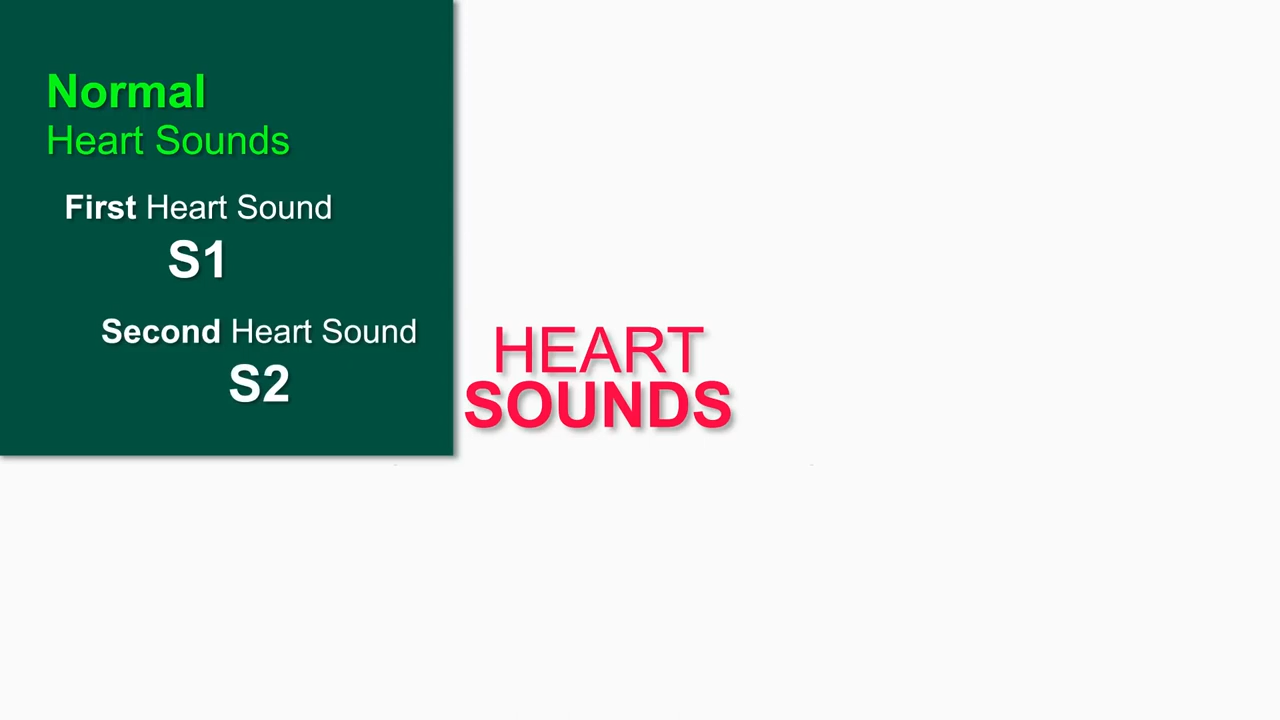 Normal
Heart Sounds
First Heart Sound
S1
Second Heart Sound
S2
HEART
SOUNDS